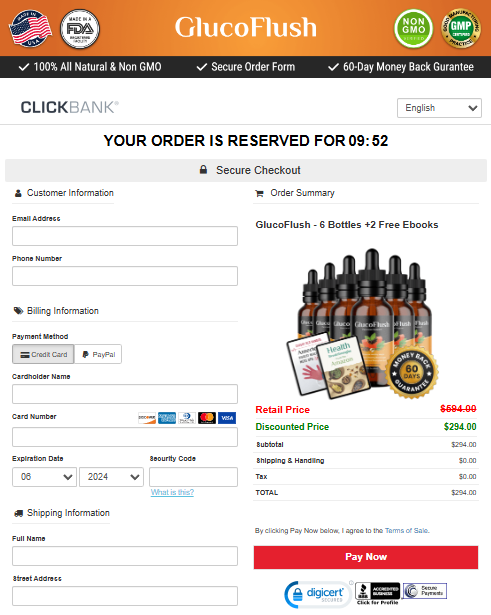 MADE IN
USA
MADE IN A
FDA
REGISTERED
FACILITY
GlucoFlush
NON
GMO
GOOD MANUFACTURING
GMP
CERTIFIED
PRACTICE
100% All Natural & Non GMO
Secure Order Form
60-Day Money Back Gurantee
CLICKBANK®
English
YOUR ORDER IS RESERVED FOR 09:52
Secure Checkout
Customer Information
Email Address
Phone Number
Billing Information
Payment Method
Credit Card
PayPal
Cardholder Name
Card Number
DISCOVER
VISA
Expiration Date
Security Code
06
2024
What is this?
Shipping Information
Full Name
Street Address
Order Summary
GlucoFlush - 6 Bottles +2 Free Ebooks
GlucoFlush
Health
MONEY BACK
60
DAYS
GUARANTEE
Retail Price
$594.00
Discounted Price
$294.00
Subtotal
$294.00
Shipping & Handling
$0.00
Tax
$0.00
TOTAL
$294.00
By clicking Pay Now below, I agree to the Terms of Sale.
Pay Now
digicert
SECURED
BBB
ACCREDITED
BUSINESS
Click for Profile
Secure
Payments